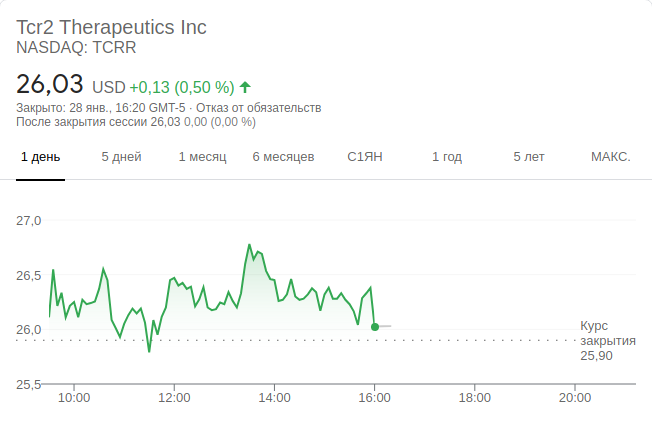 Tcr2 Therapeutics Inc
NASDAQ: TCRR
26,03 USD +0,13 (0,50 %)
Закрыто: 28 янв., 16:20 GMT-5 · Отказ от обязательств
После закрытия сессии 26,03 0,00 (0,00 %)
1 день 5 дней 1 месяц 6 месяцев С1ЯН 1 год 5 лет МАКС.
27,0
26,5
26,0
Курс
закрытия
25,90
25,5
10:00 12:00 14:00 16:00 18:00 20:00